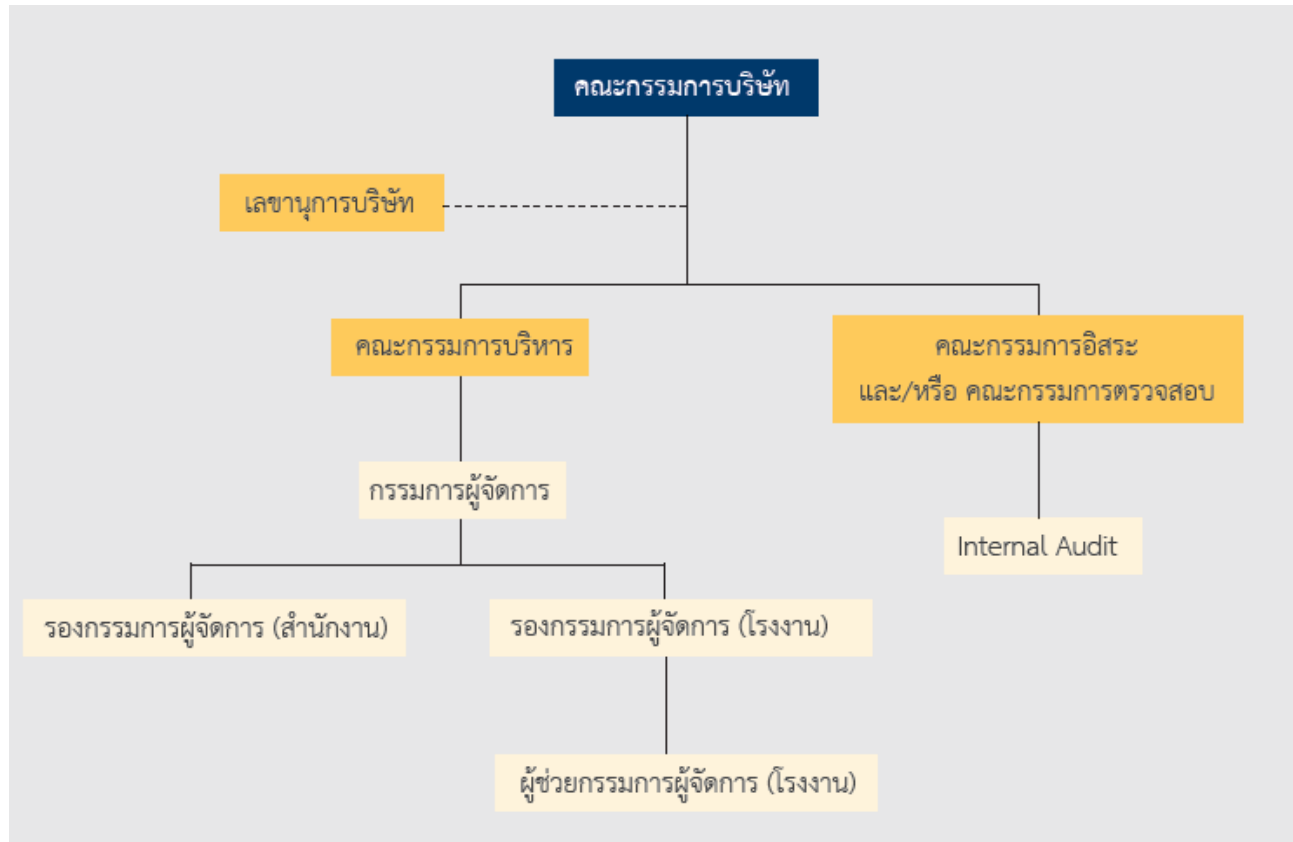 คณะกรรมการบริษัท
เลขานุการบริษัท
คณะกรรมการบริหาร
คณะกรรมการอิสระ
และ/หรือ คณะกรรมการตรวจสอบ
กรรมการผู้จัดการ
Internal Audit
รองกรรมการผู้จัดการ (สำนักงาน)
รองกรรมการผู้จัดการ (โรงงาน)
ผู้ช่วยกรรมการผู้จัดการ (โรงงาน)